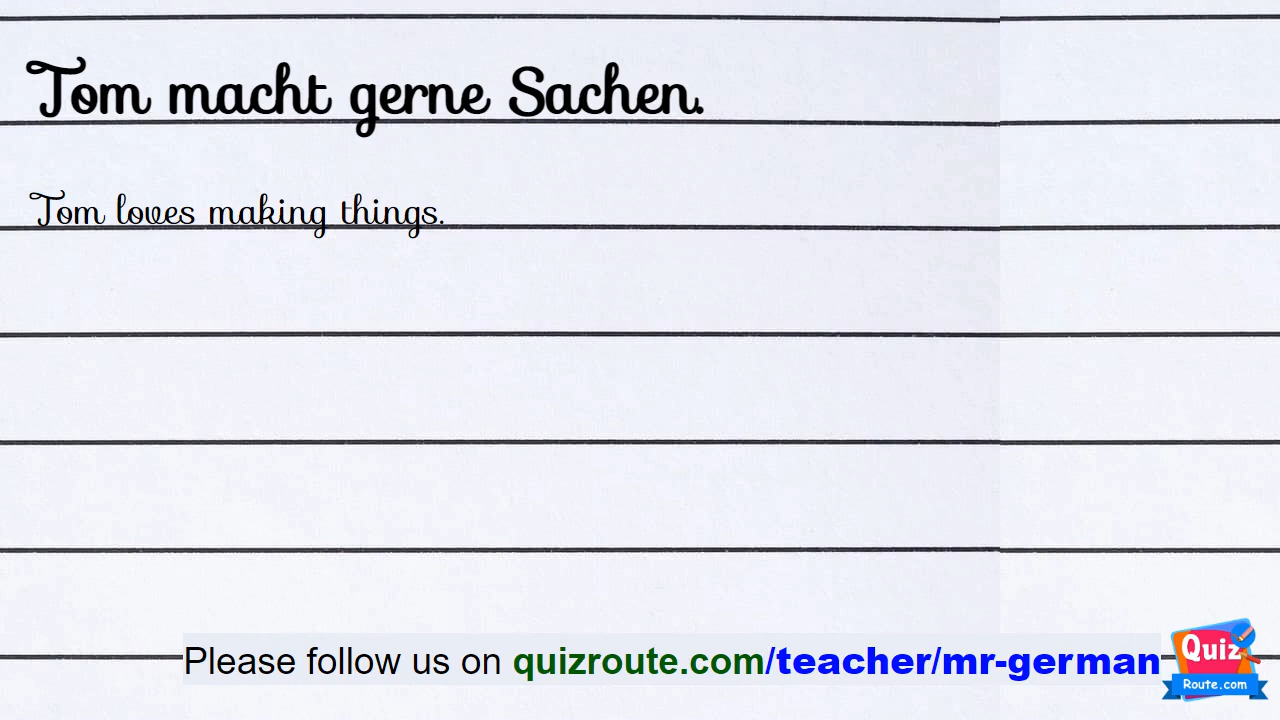 Tom macht gerne Sachen.
Tom loves making things.
Please follow us on quizroute.com/teacher/mr-german
Quiz
Route.com